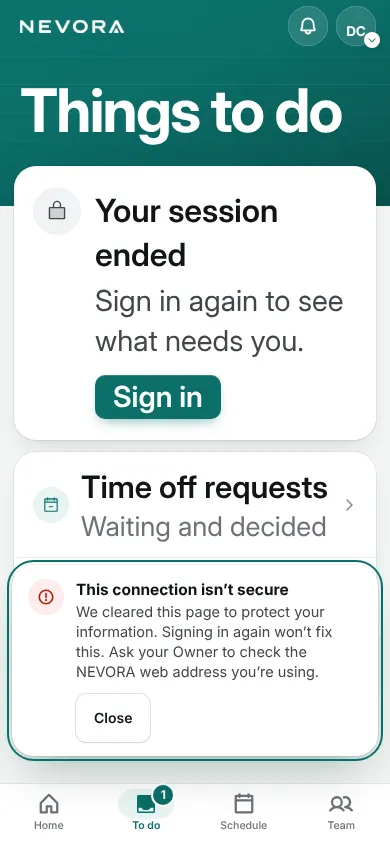 NEVORA
DC
Things to do
Your session
ended
Sign in again to see
what needs you.
Sign in
Time off requests
Waiting and decided
This connection isn’t secure
We cleared this page to protect your
information. Signing in again won’t fix
this. Ask your Owner to check the
NEVORA web address you’re using.
Close
1
Home
To do
Schedule
Team